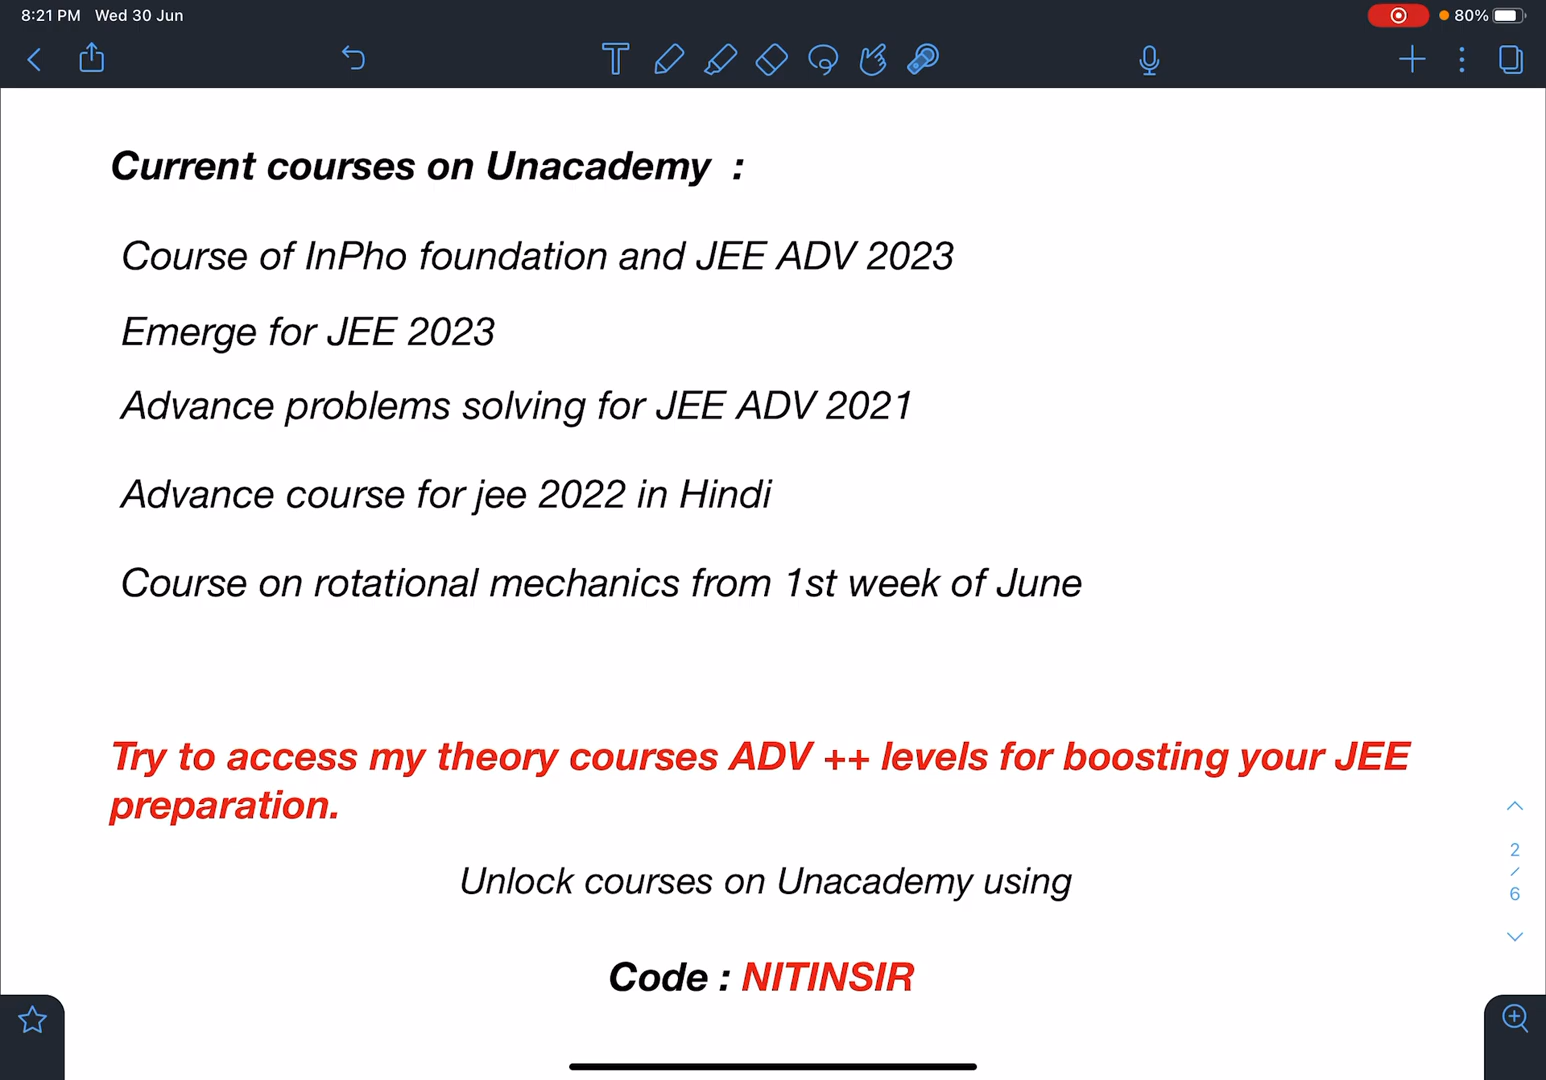 8:21 PM Wed 30 Jun
80%
T
Current courses on Unacademy :
Course of InPho foundation and JEE ADV 2023
Emerge for JEE 2023
Advance problems solving for JEE ADV 2021
Advance course for jee 2022 in Hindi
Course on rotational mechanics from 1st week of June
Try to access my theory courses ADV ++ levels for boosting your JEE
preparation.
Unlock courses on Unacademy using
Code : NITINSIR
2
/
6